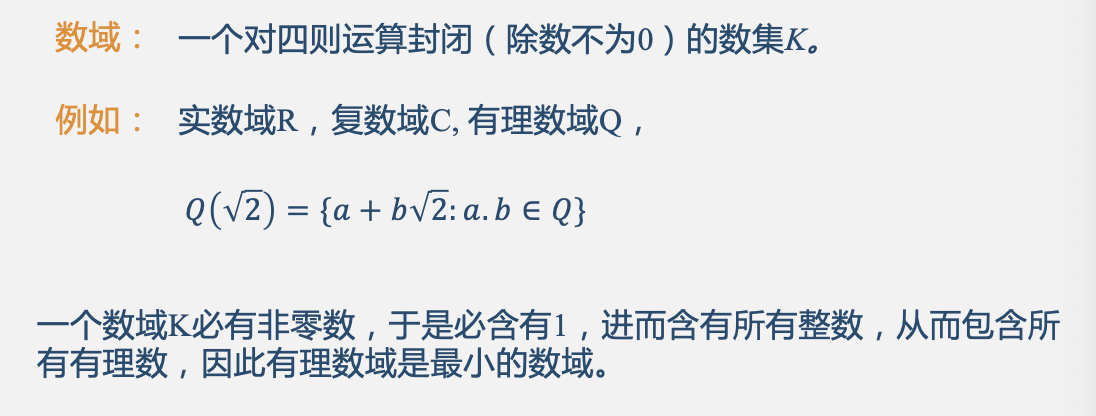 数域： 一个对四则运算封闭（除数不为0）的数集K。
例如： 实数域R，复数域C, 有理数域Q，
Q(√2) = {a + b√2: a. b ∈ Q}
一个数域K必有非零数，于是必含有1，进而含有所有整数，从而包含所
有有理数，因此有理数域是最小的数域。